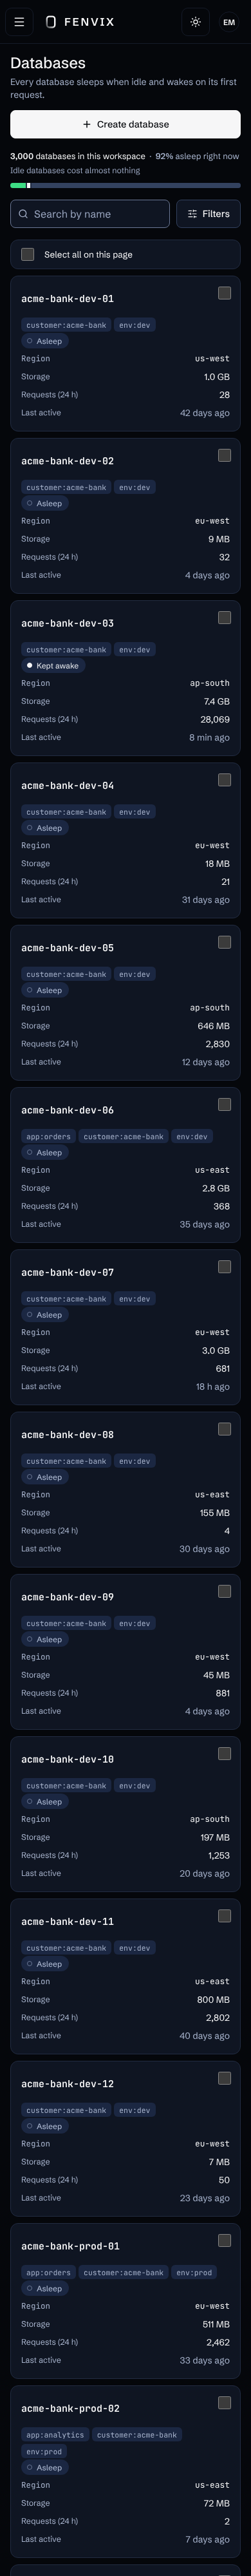 FENVIX
EM
Databases
Every database sleeps when idle and wakes on its first
request.
Create database
3,000 databases in this workspace · 92% asleep right now
Idle databases cost almost nothing
Search by name
Filters
Select all on this page
acme-bank-dev-01
customer:acme-bank env:dev
Asleep
Region us-west
Storage 1.0 GB
Requests (24 h) 28
Last active 42 days ago
acme-bank-dev-02
customer:acme-bank env:dev
Asleep
Region eu-west
Storage 9 MB
Requests (24 h) 32
Last active 4 days ago
acme-bank-dev-03
customer:acme-bank env:dev
Kept awake
Region ap-south
Storage 7.4 GB
Requests (24 h) 28,069
Last active 8 min ago
acme-bank-dev-04
customer:acme-bank env:dev
Asleep
Region eu-west
Storage 18 MB
Requests (24 h) 21
Last active 31 days ago
acme-bank-dev-05
customer:acme-bank env:dev
Asleep
Region ap-south
Storage 646 MB
Requests (24 h) 2,830
Last active 12 days ago
acme-bank-dev-06
app:orders customer:acme-bank env:dev
Asleep
Region us-east
Storage 2.8 GB
Requests (24 h) 368
Last active 35 days ago
acme-bank-dev-07
customer:acme-bank env:dev
Asleep
Region eu-west
Storage 3.0 GB
Requests (24 h) 681
Last active 18 h ago
acme-bank-dev-08
customer:acme-bank env:dev
Asleep
Region us-east
Storage 155 MB
Requests (24 h) 4
Last active 30 days ago
acme-bank-dev-09
customer:acme-bank env:dev
Asleep
Region eu-west
Storage 45 MB
Requests (24 h) 881
Last active 4 days ago
acme-bank-dev-10
customer:acme-bank env:dev
Asleep
Region ap-south
Storage 197 MB
Requests (24 h) 1,253
Last active 20 days ago
acme-bank-dev-11
customer:acme-bank env:dev
Asleep
Region us-east
Storage 800 MB
Requests (24 h) 2,802
Last active 40 days ago
acme-bank-dev-12
customer:acme-bank env:dev
Asleep
Region eu-west
Storage 7 MB
Requests (24 h) 50
Last active 23 days ago
acme-bank-prod-01
app:orders customer:acme-bank env:prod
Asleep
Region eu-west
Storage 511 MB
Requests (24 h) 2,462
Last active 33 days ago
acme-bank-prod-02
app:analytics customer:acme-bank
env:prod
Asleep
Region us-east
Storage 72 MB
Requests (24 h) 2
Last active 7 days ago